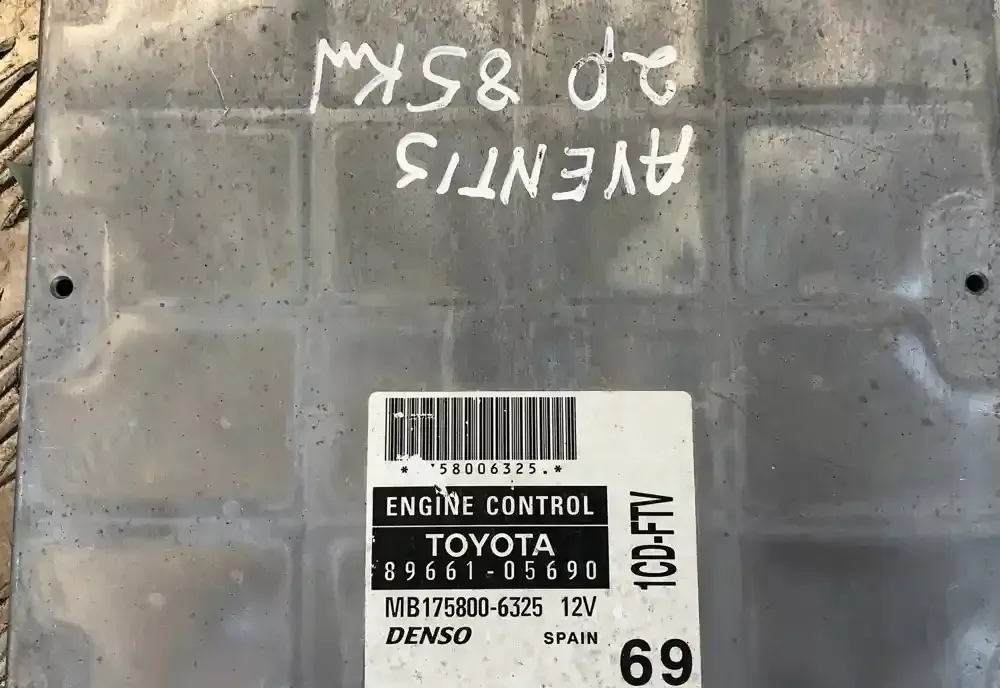 AVENTIS
2,0 85KW
* 58006325.*
ENGINE CONTROL
TOYOTA
89661-05690
MB175800-6325 12V
DENSO SPAIN
1CD-FTV
69